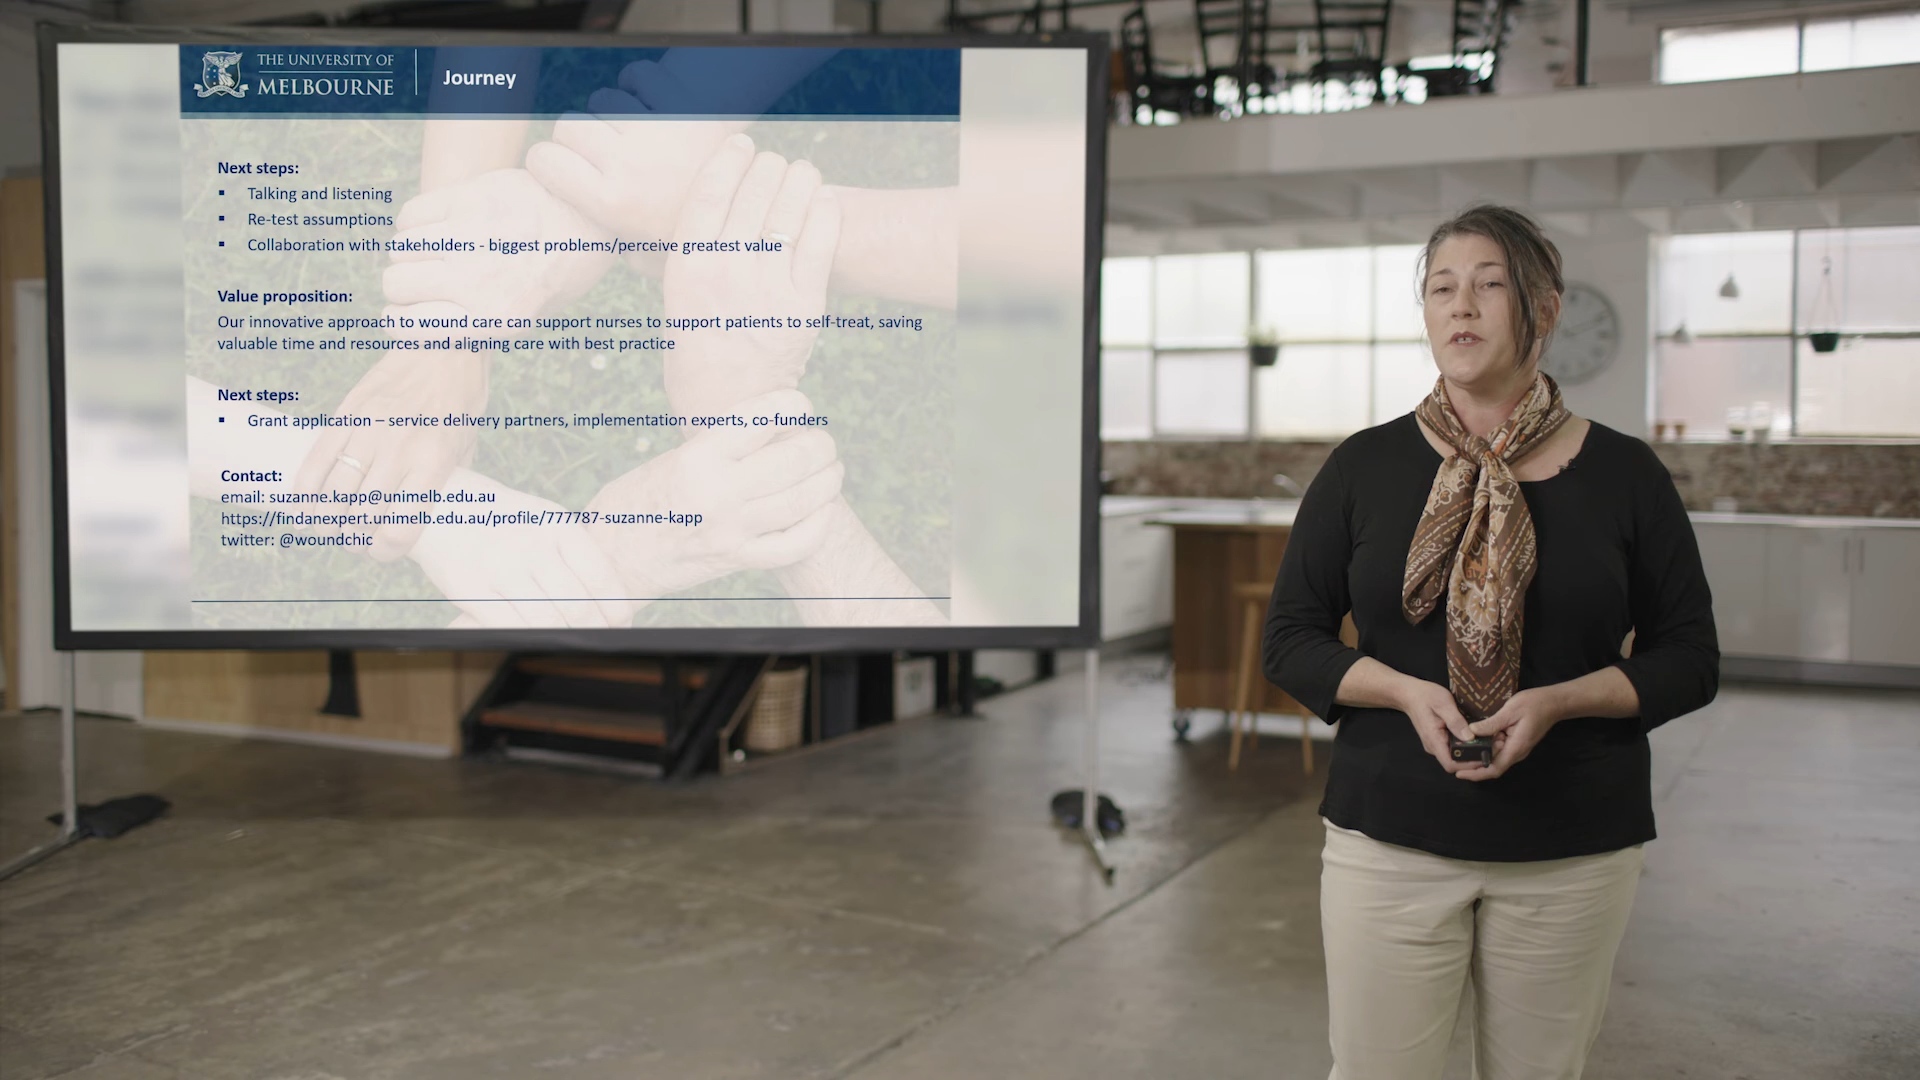 THE UNIVERSITY OF
MELBOURNE
Journey
Next steps:
▪ Talking and listening
▪ Re-test assumptions
▪ Collaboration with stakeholders - biggest problems/perceive greatest value
Value proposition:
Our innovative approach to wound care can support nurses to support patients to self-treat, saving
valuable time and resources and aligning care with best practice
Next steps:
▪ Grant application – service delivery partners, implementation experts, co-funders
Contact:
email: suzanne.kapp@unimelb.edu.au
https://findanexpert.unimelb.edu.au/profile/777787-suzanne-kapp
twitter: @woundchic